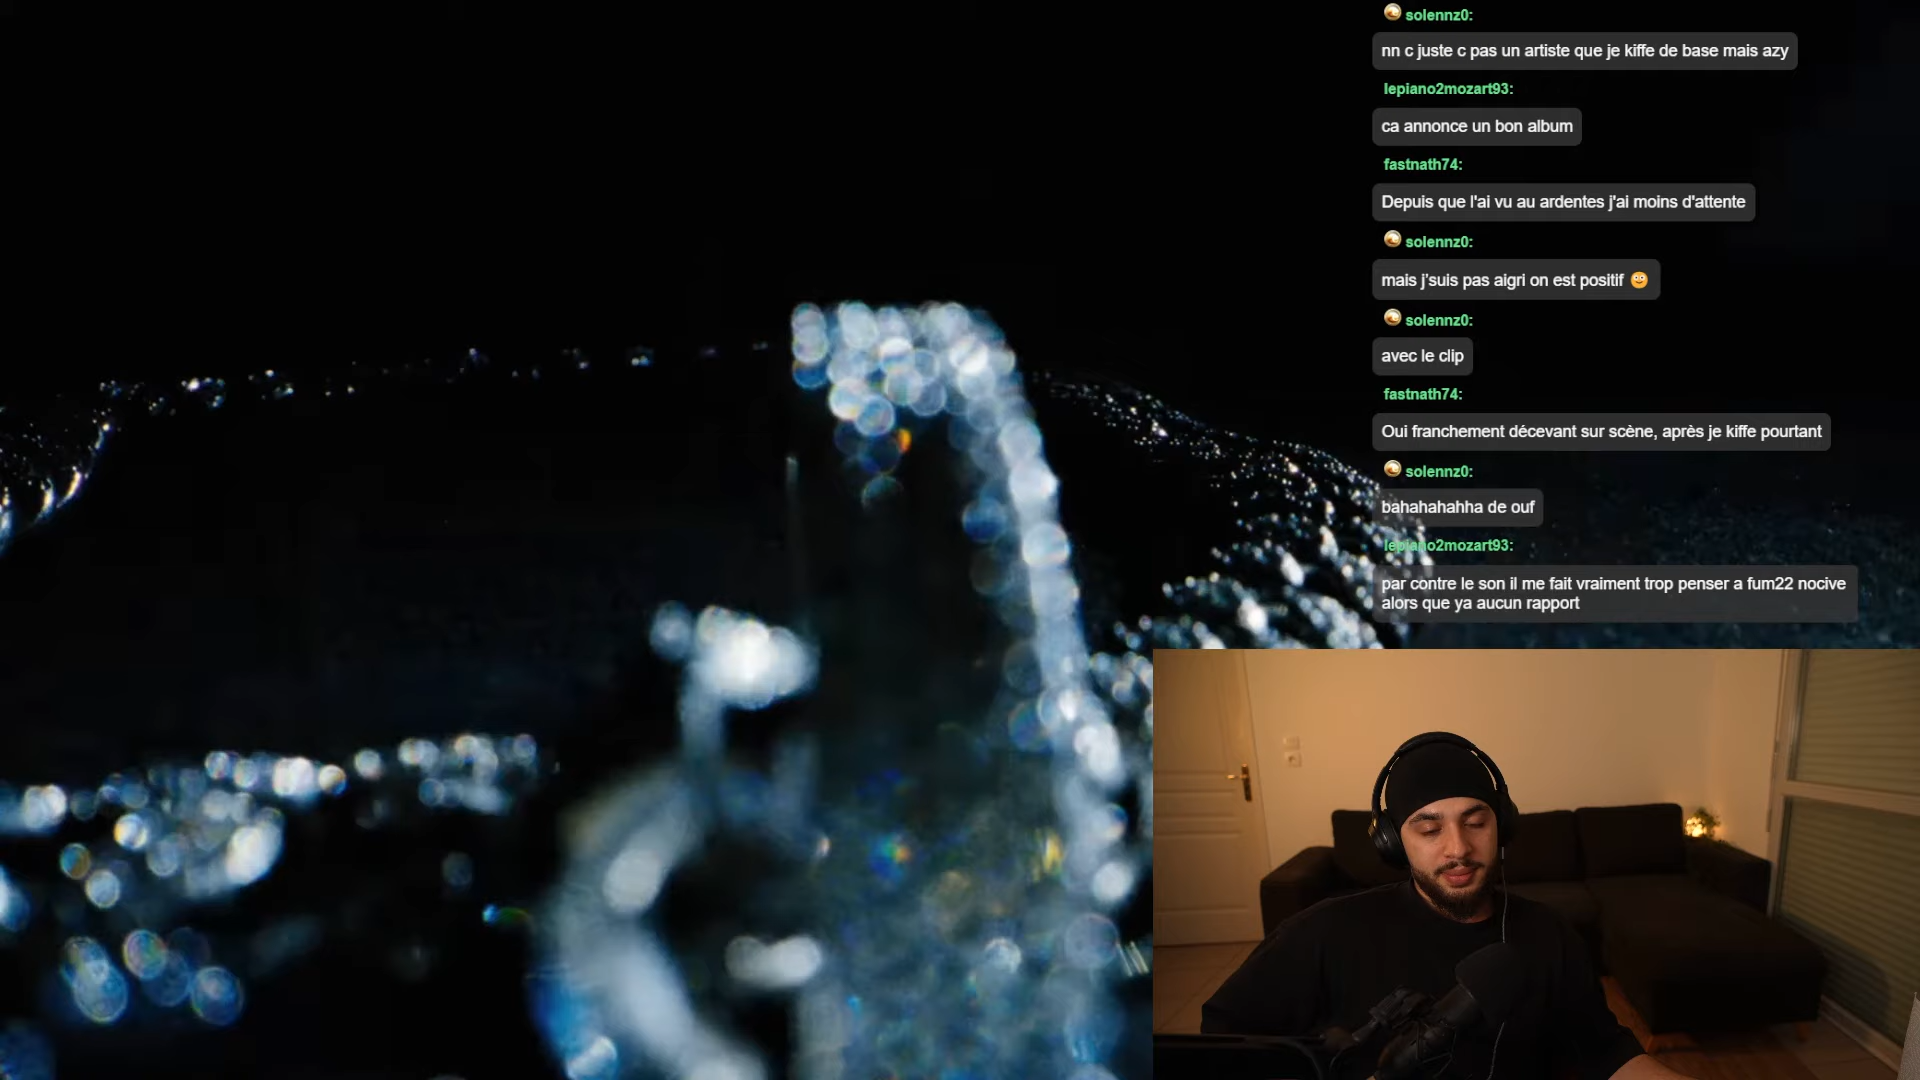 solennz0:
nn c juste c pas un artiste que je kiffe de base mais azy
lepiano2mozart93:
ca annonce un bon album
fastnath74:
Depuis que l'ai vu au ardentes j'ai moins d'attente
solennz0:
mais j'suis pas aigri on est positif
solennz0:
avec le clip
fastnath74:
Oui franchement décevant sur scène, après je kiffe pourtant
solennz0:
bahahahahha de ouf
lepiano2mozart93:
par contre le son il me fait vraiment trop penser a fum22 nocive
alors que ya aucun rapport